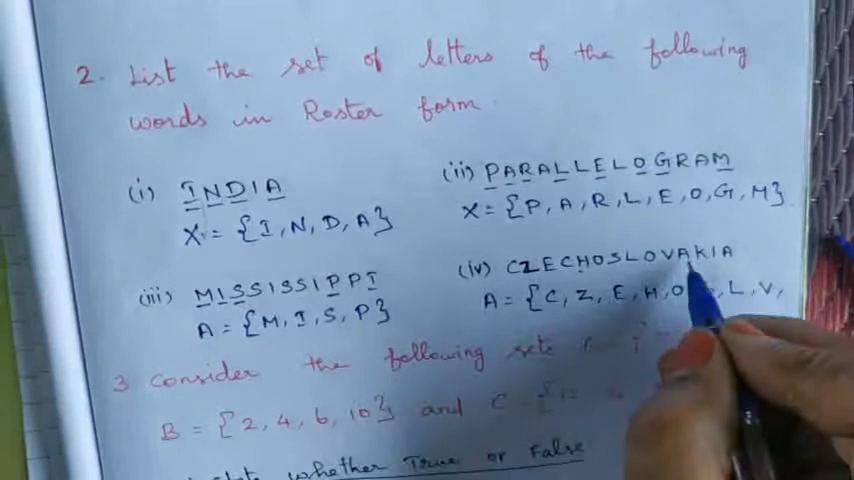 2. List the set of letters of the following
words in Roster form
(i) INDIA
X = {I, N, D, A}
(ii) PARALLELOGRAM
X = {P, A, R, L, E, O, G, M}
(iii) MISSISSIPPI
A = {M, I, S, P}
(iv) CZECHOSLOVAKIA
A = {C, Z, E, H, O, L, V,
3 Consider the following sets
B = {2, 4, 6, 10} and C = {
whether True or False